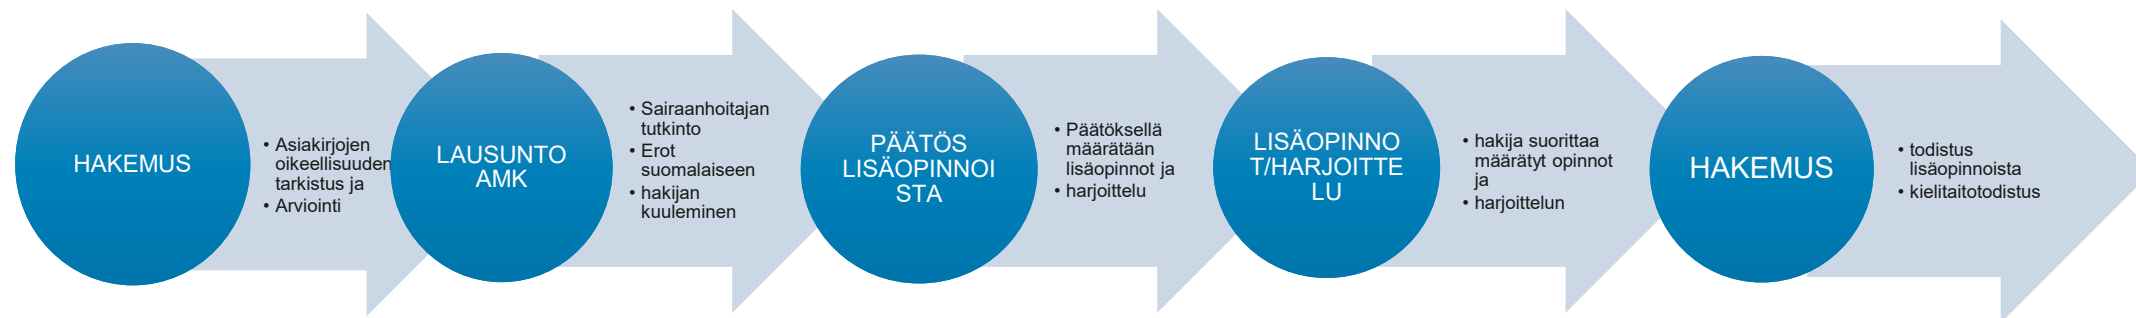 HAKEMUS
• Asiakirjojen
oikeellisuuden
tarkistus ja
• Arviointi
LAUSUNTO
AMK
• Sairaanhoitajan
tutkinto
• Erot
suomalaiseen
• hakijan
kuuleminen
PÄÄTÖS
LISÄOPINNOI
STA
• Päätöksellä
määrätään
lisäopinnot ja
• harjoittelu
LISÄOPINNO
T/HARJOITTE
LU
• hakija suorittaa
määrätyt opinnot
ja
• harjoittelun
HAKEMUS
• todistus
lisäopinnoista
• kielitaitotodistus